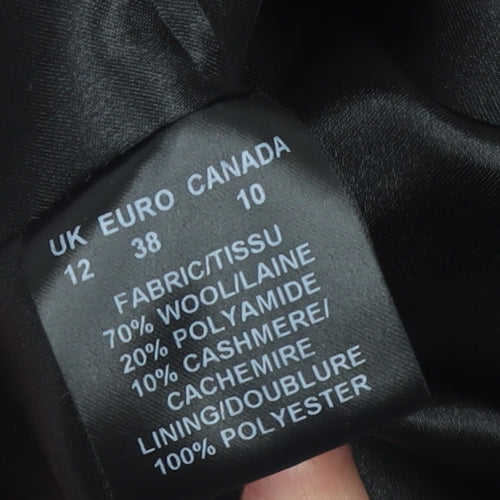 UK EURO CANADA
12 38 10
FABRIC/TISSU
70% WOOL/LAINE
20% POLYAMIDE
10% CASHMERE/
CACHEMIRE
LINING/DOUBLURE
100% POLYESTER